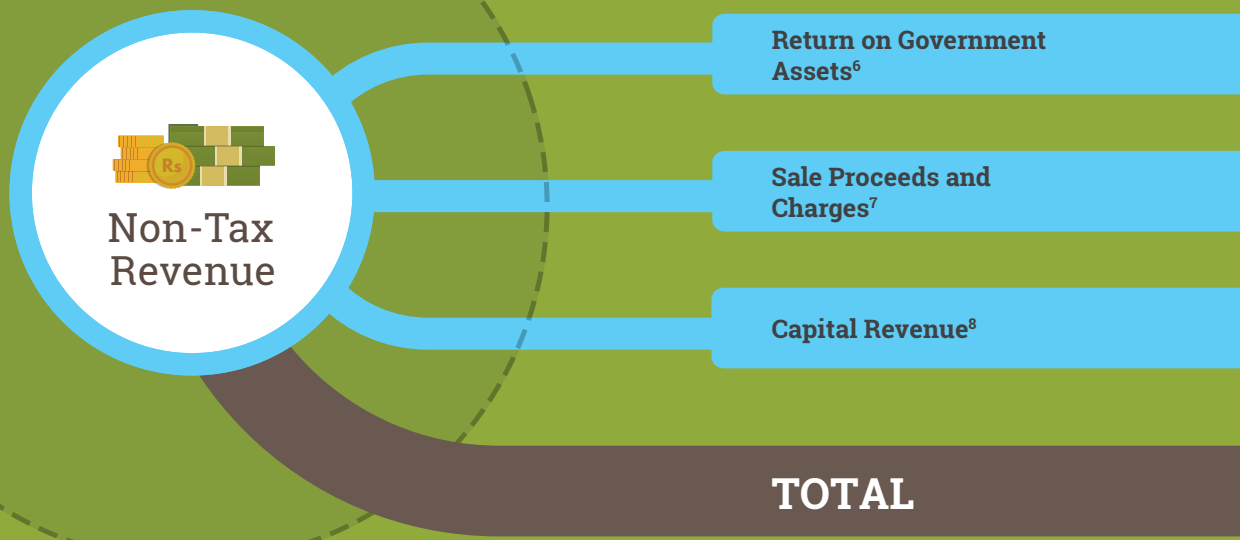 Rs
Non-Tax
Revenue
Return on Government
Assets⁶
Sale Proceeds and
Charges⁷
Capital Revenue⁸
TOTAL